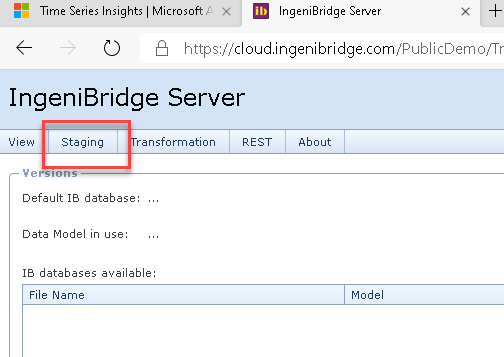 Time Series Insights | Microsoft A
ib IngeniBridge Server
https://cloud.ingenibridge.com/PublicDemo/Tr
IngeniBridge Server
View Staging Transformation REST About
Versions
Default IB database: ...
Data Model in use: ...
IB databases available:
File Name Model